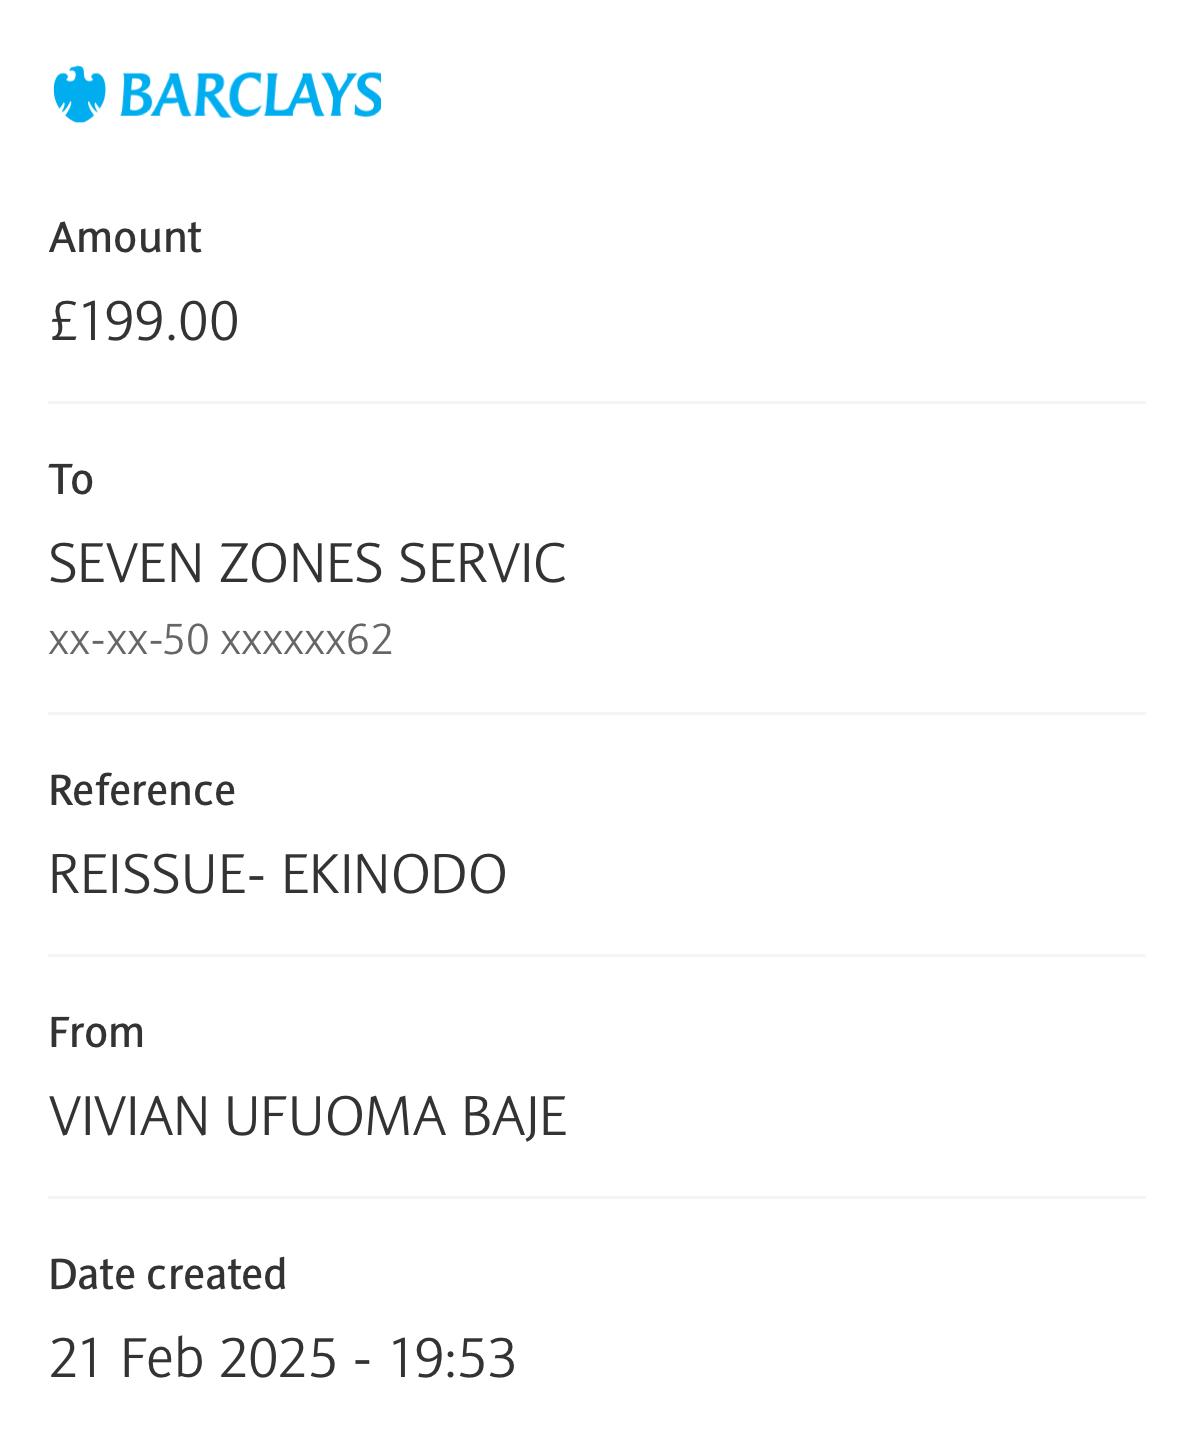 BARCLAYS
Amount
£199.00
To
SEVEN ZONES SERVIC
xx-xx-50 xxxxxx62
Reference
REISSUE- EKINODO
From
VIVIAN UFUOMA BAJE
Date created
21 Feb 2025 - 19:53